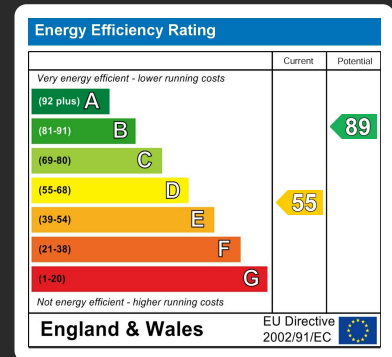 Energy Efficiency Rating
Current Potential
Very energy efficient - lower running costs
(92 plus) A
(81-91) B
89
(69-80) C
(55-68) D
55
(39-54) E
(21-38) F
(1-20) G
Not energy efficient - higher running costs
England & Wales
EU Directive
2002/91/EC